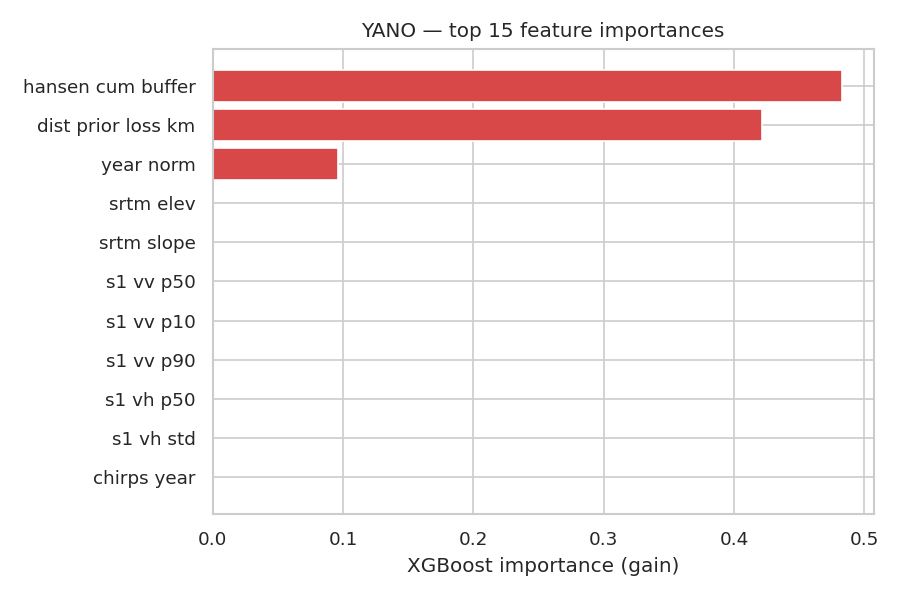 YANO — top 15 feature importances
hansen cum buffer
dist prior loss km
year norm
srtm elev
srtm slope
s1 vv p50
s1 vv p10
s1 vv p90
s1 vh p50
s1 vh std
chirps year
0.0 0.1 0.2 0.3 0.4 0.5
XGBoost importance (gain)